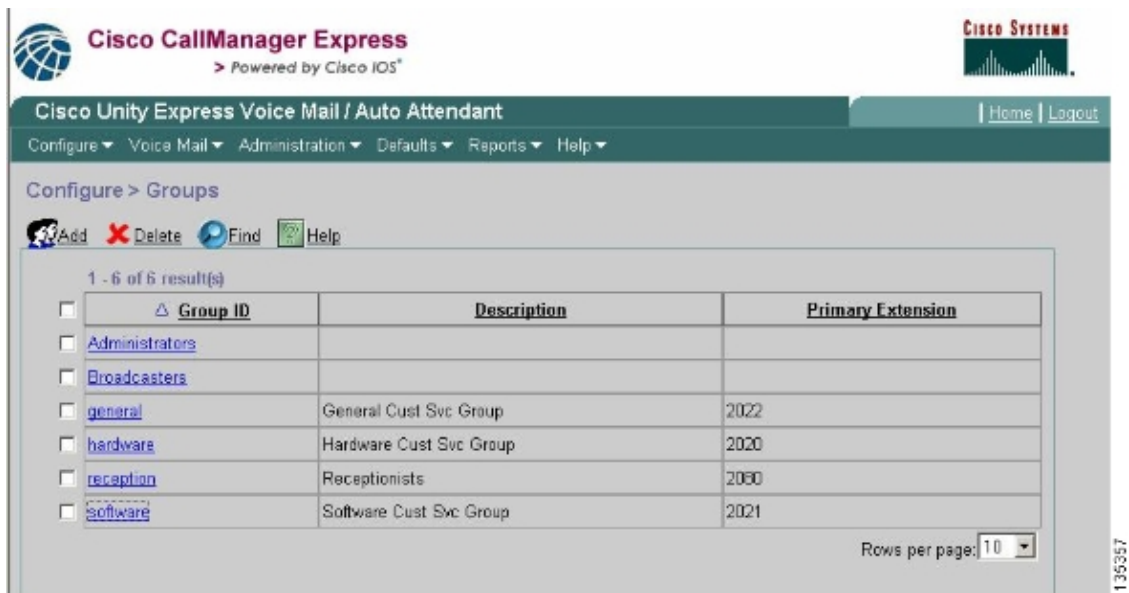 Cisco CallManager Express
> Powered by Cisco IOS®
CISCO SYSTEMS
Cisco Unity Express Voice Mail / Auto Attendant
| Home | Logout
Configure Voice Mail Administration Defaults Reports Help
Configure > Groups
Add Delete Find Help
1 - 6 of 6 result(s)
Group ID Description Primary Extension
Administrators
Broadcasters
general General Cust Svc Group 2022
hardware Hardware Cust Svc Group 2020
reception Receptionists
software Software Cust Svc Group 2021
Rows per page: 10
135357